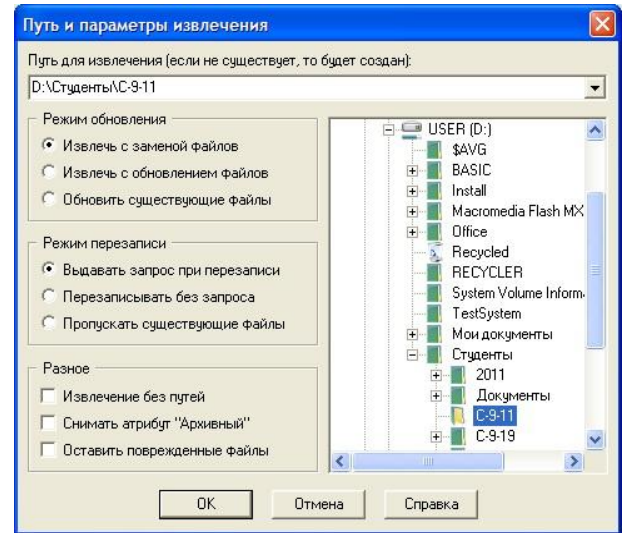 Путь и параметры извлечения
Путь для извлечения (если не существует, то будет создан):
D:\Студенты\С-9-11
Режим обновления
Извлечь с заменой файлов
Извлечь с обновлением файлов
Обновить существующие файлы
Режим перезаписи
Выдавать запрос при перезаписи
Перезаписывать без запроса
Пропускать существующие файлы
Разное
Извлечение без путей
Снимать атрибут "Архивный"
Оставить поврежденные файлы
USER (D:)
$AVG
BASIC
Install
Macromedia Flash MX
Office
Recycled
RECYCLER
System Volume Inform
TestSystem
Мои документы
Студенты
2011
Документы
С-9-11
С-9-19
OK
Отмена
Справка